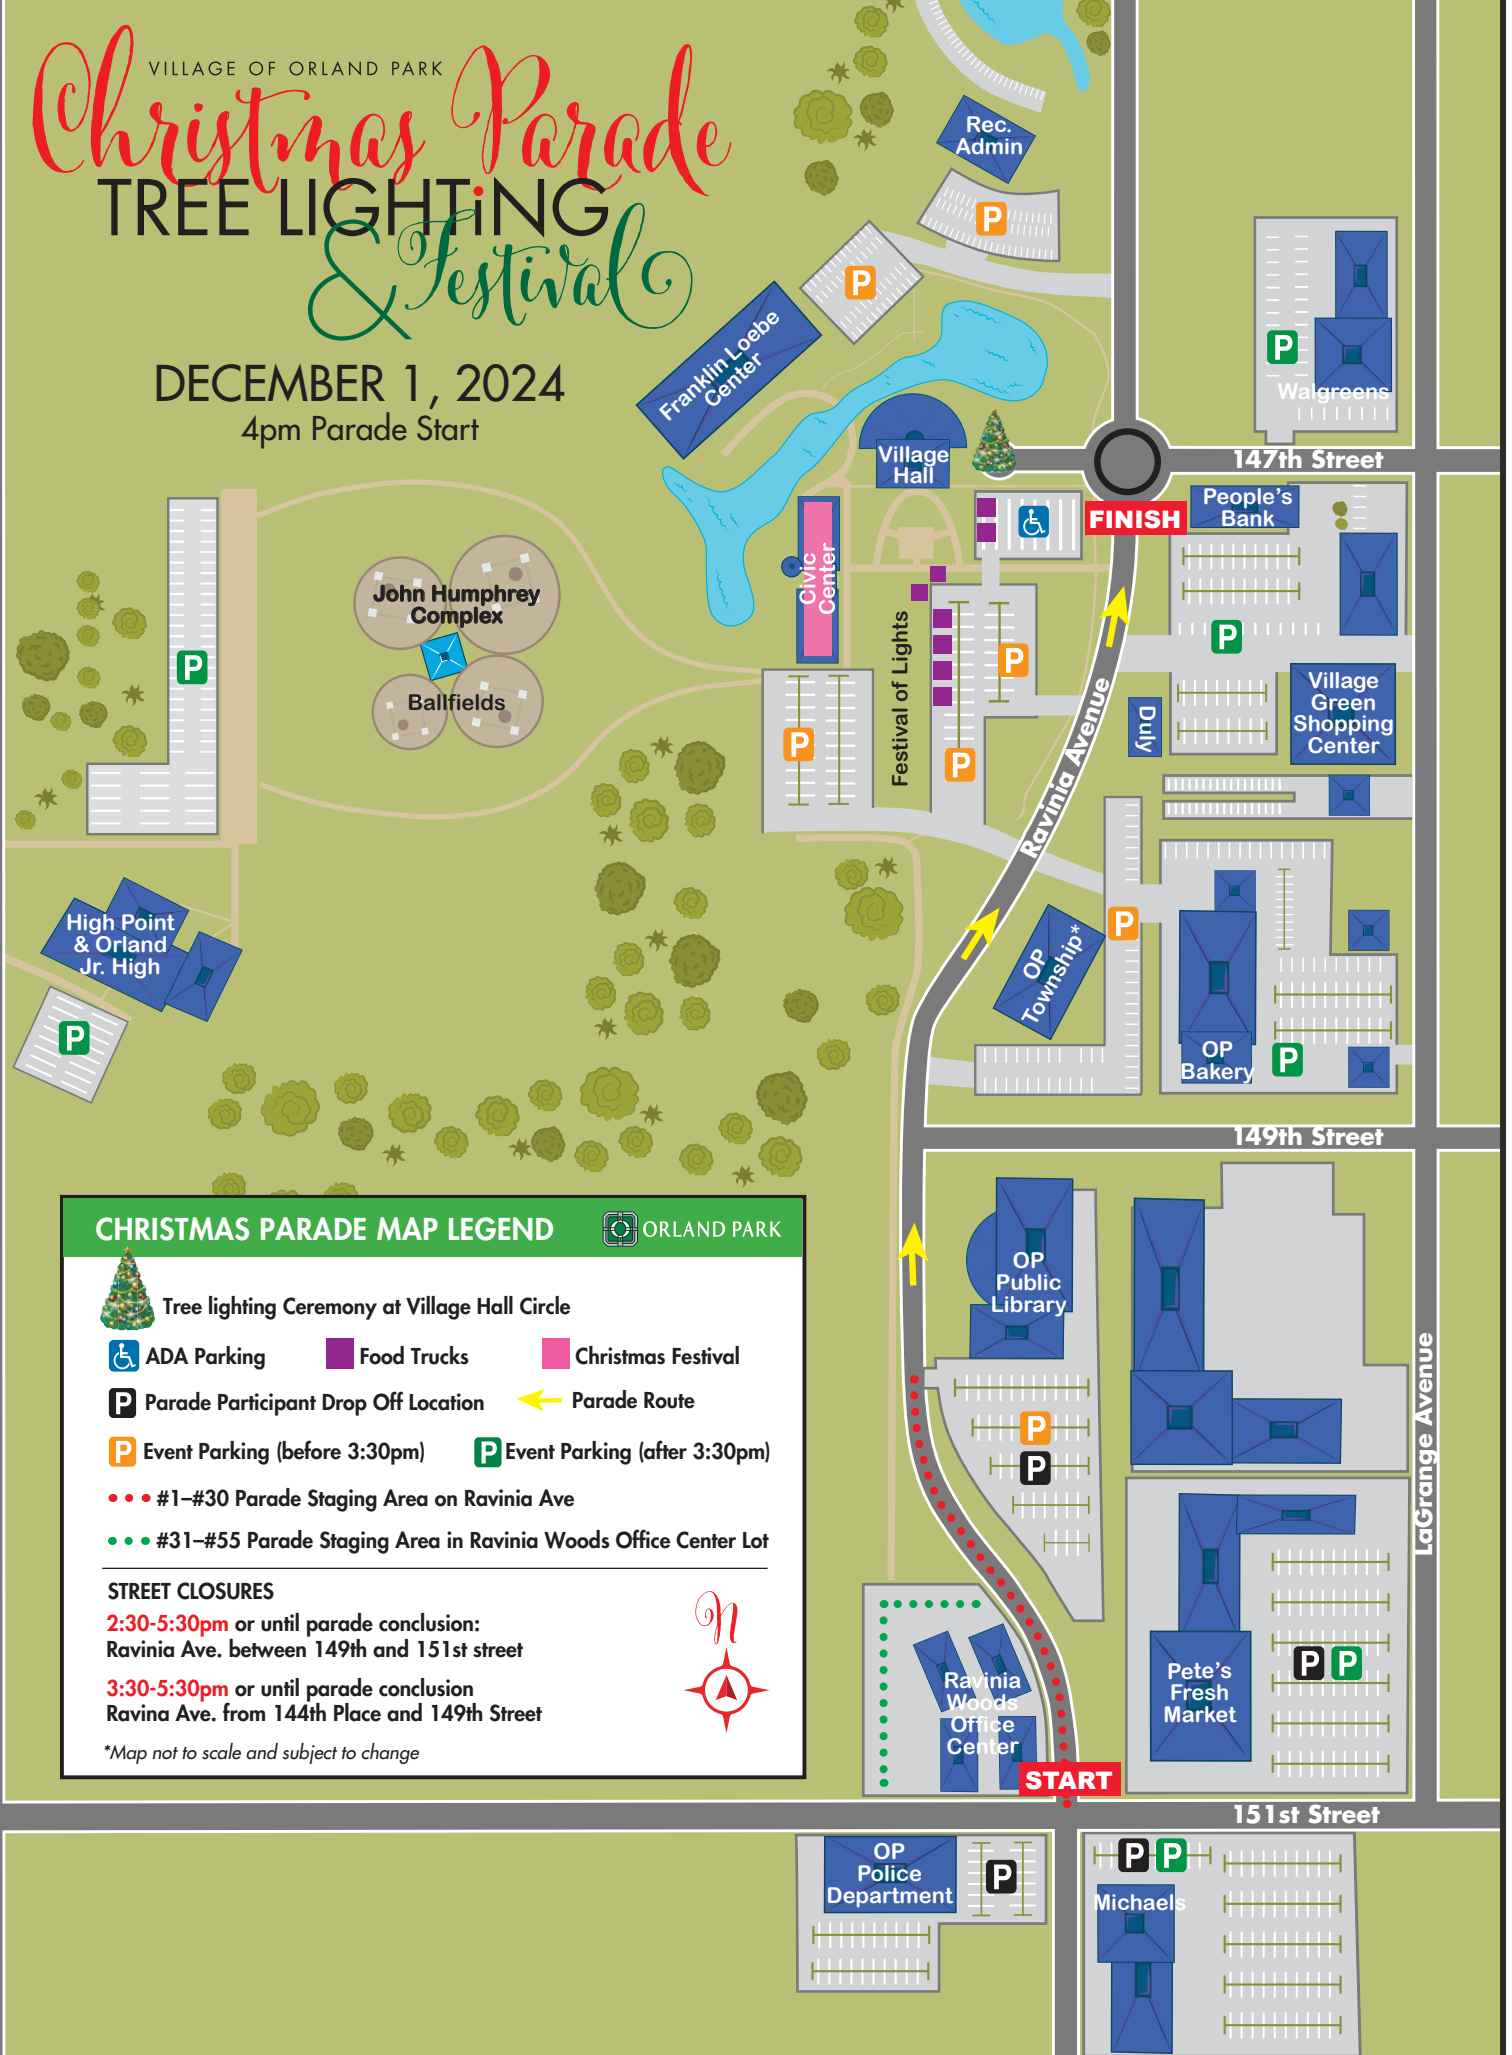 VILLAGE OF ORLAND PARK
Christmas Parade
TREE LIGHTiNG
& Festival
DECEMBER 1, 2024
4pm Parade Start
Rec.
Admin
P
P
Franklin Loebe
Center
P
Walgreens
Village
Hall
147th Street
People's
Bank
FINISH
Civic
Center
John Humphrey
Complex
Ballfields
P
Festival of Lights
P
P
P
P
Ravinia Avenue
Duly
Village
Green
Shopping
Center
High Point
& Orland
Jr. High
P
OP
Township*
P
OP
Bakery
P
149th Street
CHRISTMAS PARADE MAP LEGEND
ORLAND PARK
Tree lighting Ceremony at Village Hall Circle
ADA Parking
Food Trucks
Christmas Festival
P Parade Participant Drop Off Location
Parade Route
P Event Parking (before 3:30pm)
P Event Parking (after 3:30pm)
#1–#30 Parade Staging Area on Ravinia Ave
#31–#55 Parade Staging Area in Ravinia Woods Office Center Lot
STREET CLOSURES
2:30-5:30pm or until parade conclusion:
Ravinia Ave. between 149th and 151st street
3:30-5:30pm or until parade conclusion
Ravina Ave. from 144th Place and 149th Street
*Map not to scale and subject to change
n
OP
Public
Library
P
P
LaGrange Avenue
Ravinia
Woods
Office
Center
Pete's
Fresh
Market
P P
START
151st Street
OP
Police
Department
P
P P
Michaels